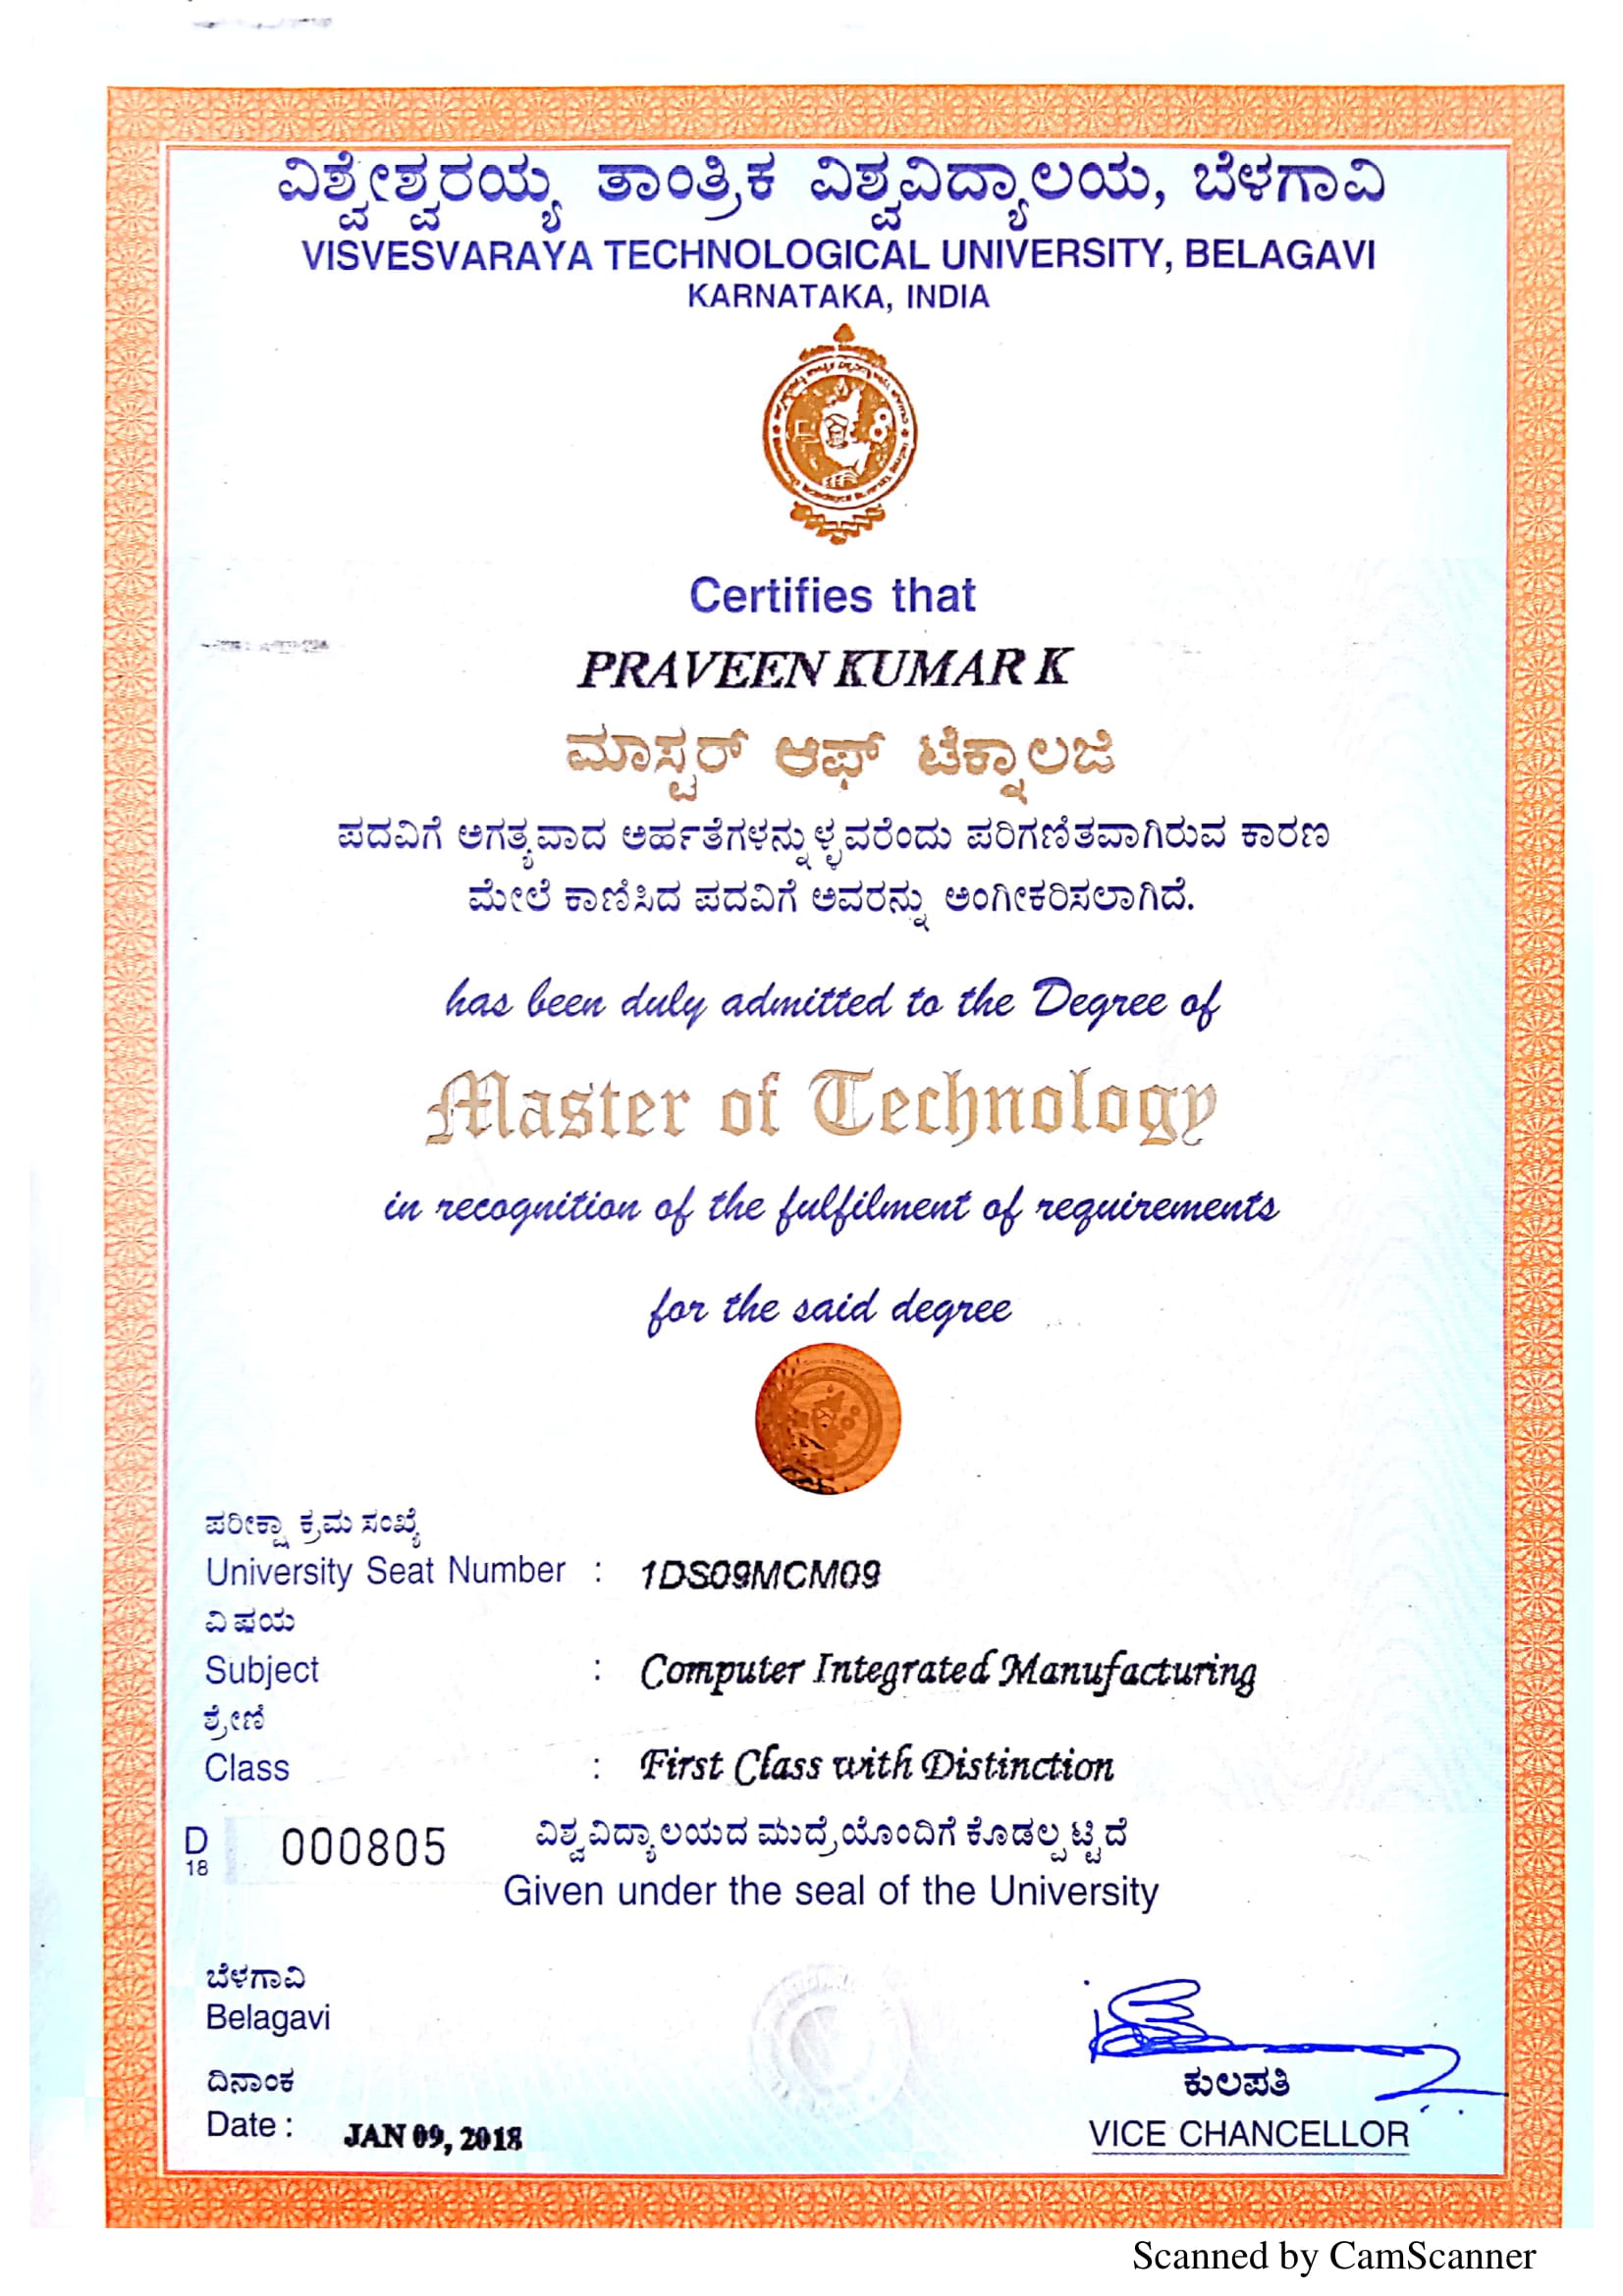 ವಿಶ್ವೇಶ್ವರಯ್ಯ ತಾಂತ್ರಿಕ ವಿಶ್ವವಿದ್ಯಾಲಯ, ಬೆಳಗಾವಿ
VISVESVARAYA TECHNOLOGICAL UNIVERSITY, BELAGAVI
KARNATAKA, INDIA
Certifies that
PRAVEEN KUMAR K
ಮಾಸ್ಟರ್ ಆಫ್ ಟೆಕ್ನಾಲಜಿ
ಪದವಿಗೆ ಅಗತ್ಯವಾದ ಅರ್ಹತೆಗಳನ್ನುಳ್ಳವರೆಂದು ಪರಿಗಣಿತವಾಗಿರುವ ಕಾರಣ
ಮೇಲೆ ಕಾಣಿಸಿದ ಪದವಿಗೆ ಅವರನ್ನು ಅಂಗೀಕರಿಸಲಾಗಿದೆ.
has been duly admitted to the Degree of
Master of Technology
in recognition of the fulfilment of requirements
for the said degree
ಪರೀಕ್ಷಾ ಕ್ರಮ ಸಂಖ್ಯೆ
University Seat Number : 1DS09MCM09
ವಿಷಯ
Subject : Computer Integrated Manufacturing
ಶ್ರೇಣಿ
Class : First Class with Distinction
D 18 000805 ವಿಶ್ವವಿದ್ಯಾಲಯದ ಮುದ್ರೆಯೊಂದಿಗೆ ಕೊಡಲ್ಪಟ್ಟಿದೆ
Given under the seal of the University
ಬೆಳಗಾವಿ
Belagavi
ದಿನಾಂಕ
Date : JAN 09, 2018
ಕುಲಪತಿ
VICE CHANCELLOR
Scanned by CamScanner